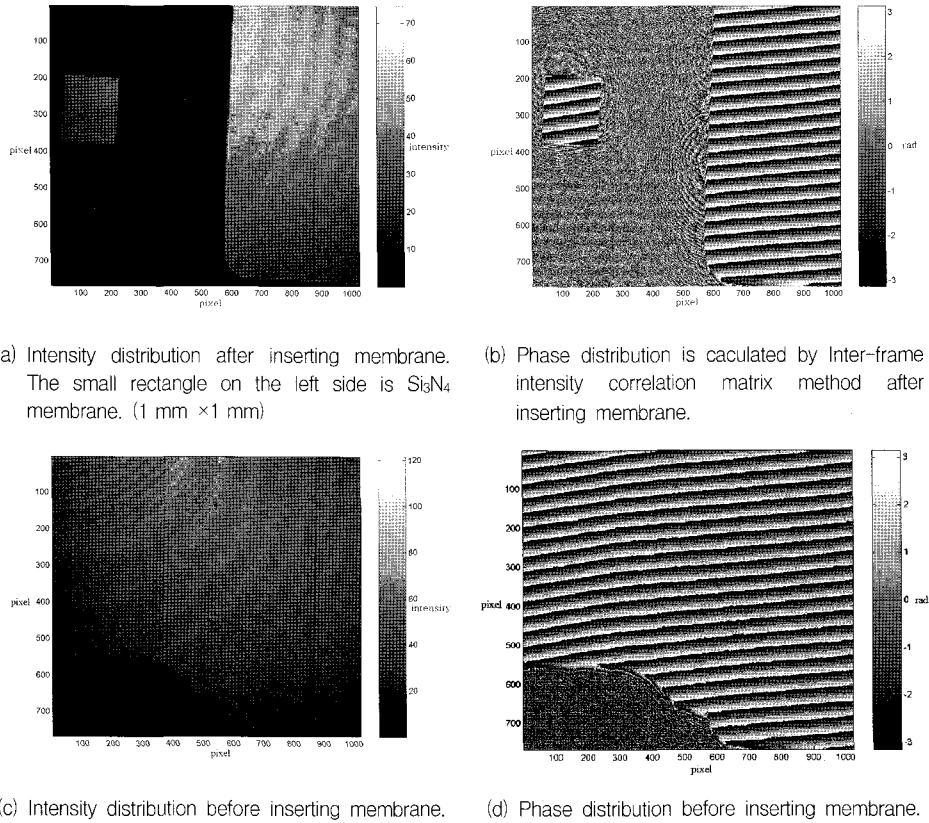 100
200
300
pixel 400
500
600
700
100 200 300 400 500 600 700 800 900 1000
pixel
70
60
50
40
intensity
30
20
10
100
200
300
pixel 400
500
600
700
100 200 300 400 500 600 700 800 900 1000
pixel
3
2
1
0 rad
-1
-2
-3
a) Intensity distribution after inserting membrane.
The small rectangle on the left side is Si₃N₄
membrane. (1 mm ×1 mm)
(b) Phase distribution is caculated by Inter-frame
intensity correlation matrix method after
inserting membrane.
100
200
300
pixel 400
500
600
700
100 200 300 400 500 600 700 800 900 1000
pixel
120
100
80
60
intensity
40
20
100
200
300
pixel 400
500
600
700
100 200 300 400 500 600 700 800 900 1000
pixel
3
2
1
0 rad
-1
-2
-3
(c) Intensity distribution before inserting membrane.
(d) Phase distribution before inserting membrane.